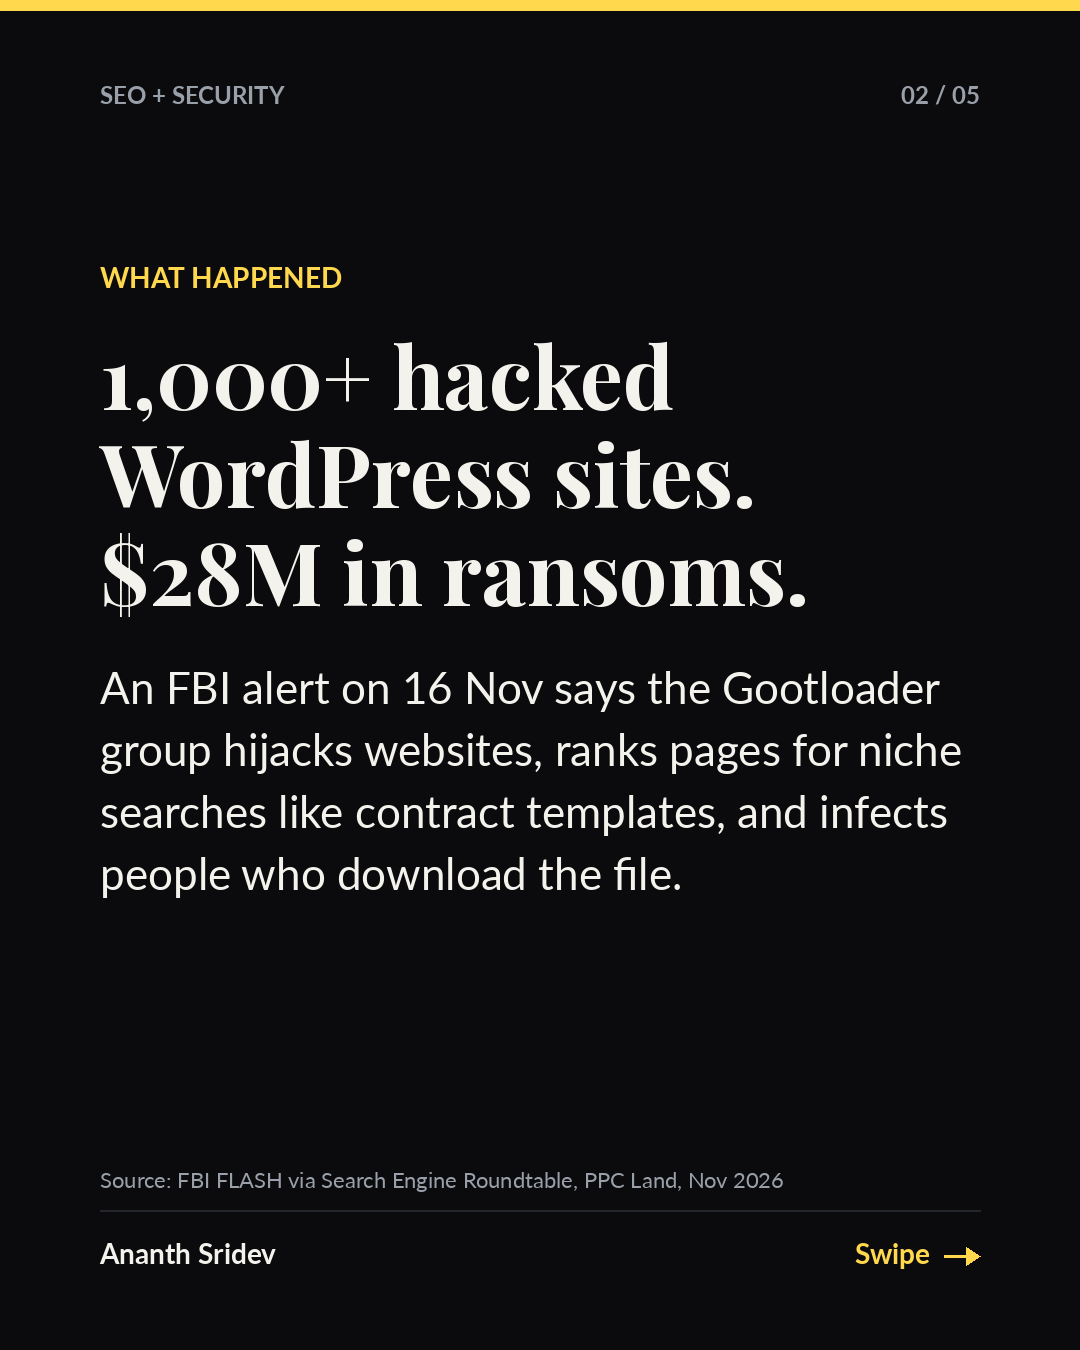 SEO + SECURITY
02 / 05
WHAT HAPPENED
1,000+ hacked
WordPress sites.
$28M in ransoms.
An FBI alert on 16 Nov says the Gootloader
group hijacks websites, ranks pages for niche
searches like contract templates, and infects
people who download the file.
Source: FBI FLASH via Search Engine Roundtable, PPC Land, Nov 2026
Ananth Sridev
Swipe →